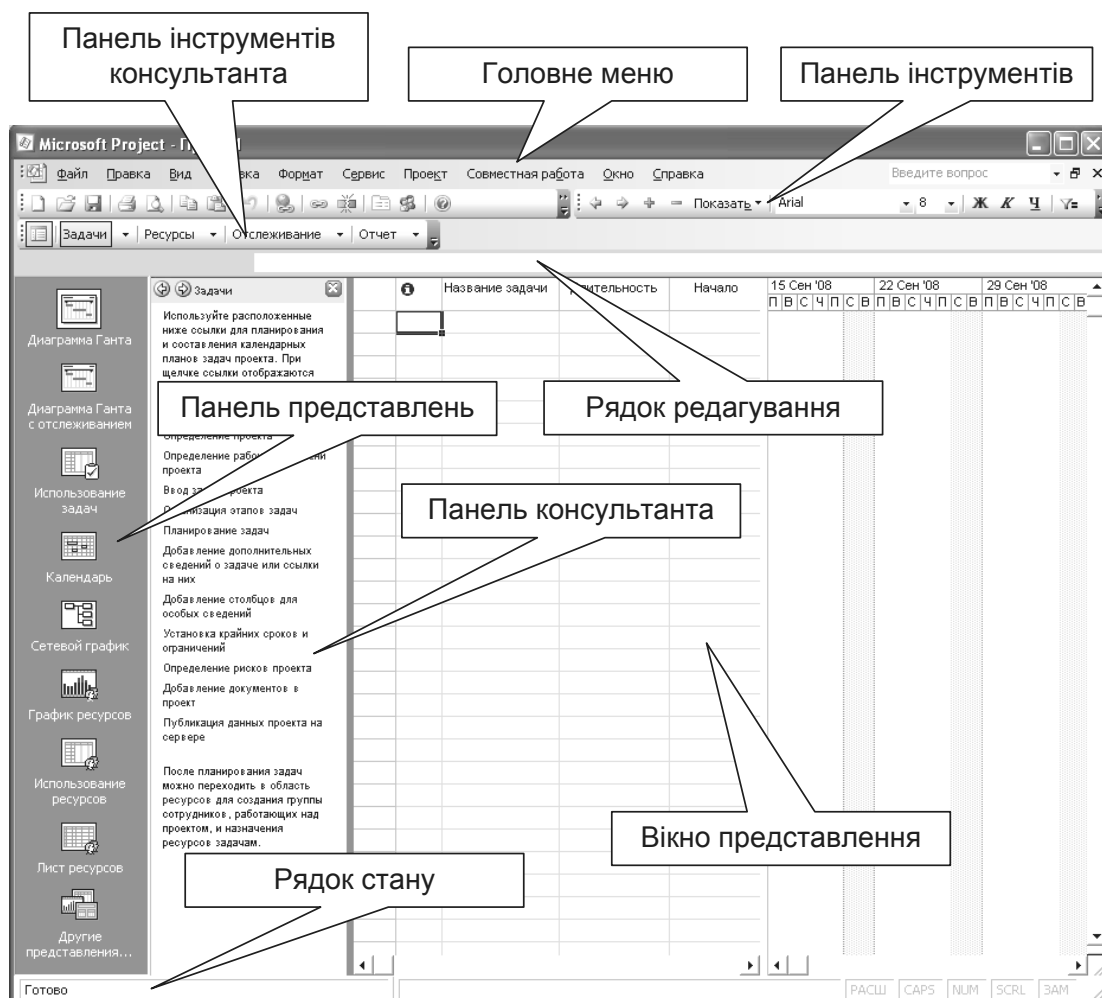 Панель інструментів
консультанта
Головне меню
Панель інструментів
Microsoft Project - П
Файл Правка Вид вка Формат Сервис Проект Совместная работа Окно Справка Введите вопрос
Показать Arial 8 Ж К Ч
Задачи Ресурсы Отслеживание Отчет
Диаграмма Ганта
Диаграмма Ганта
с отслеживанием
Использование
задач
Календарь
Сетевой график
График ресурсов
Использование
ресурсов
Лист ресурсов
Другие
представления...
Задачи
Используйте расположенные
ниже ссылки для планирования
и составления календарных
планов задач проекта. При
щелчке ссылки отображаются
Определение проекта
Определение
проекта
Ввод
Планирование задач
Добавление дополнительных
сведений о задаче или ссылки
на них
Добавление столбцов для
особых сведений
Установка крайних сроков и
ограничений
Определение рисков проекта
Добавление документов в
проект
Публикация данных проекта на
сервере
После планирования задач
можно переходить в область
ресурсов для создания группы
сотрудников, работающих над
проектом, и назначения
ресурсов задачам.
Название задачи Длительность Начало
15 Сен '08 22 Сен '08 29 Сен '08
П В С Ч П С В П В С Ч П С В П В С Ч П С В
Панель представлень
Рядок редагування
Панель консультанта
Вікно представлення
Рядок стану
Готово
РАСШ CAPS NUM SCRL ЗАМ